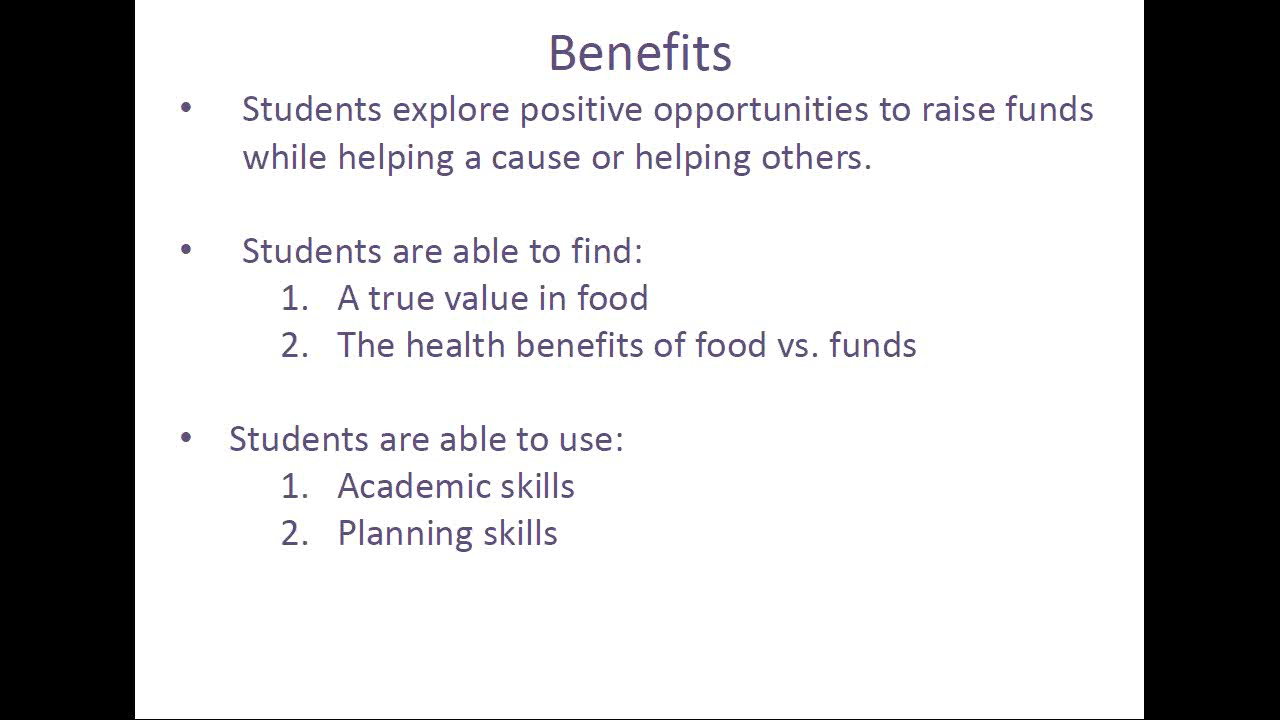 Benefits
• Students explore positive opportunities to raise funds
while helping a cause or helping others.
• Students are able to find:
1. A true value in food
2. The health benefits of food vs. funds
• Students are able to use:
1. Academic skills
2. Planning skills